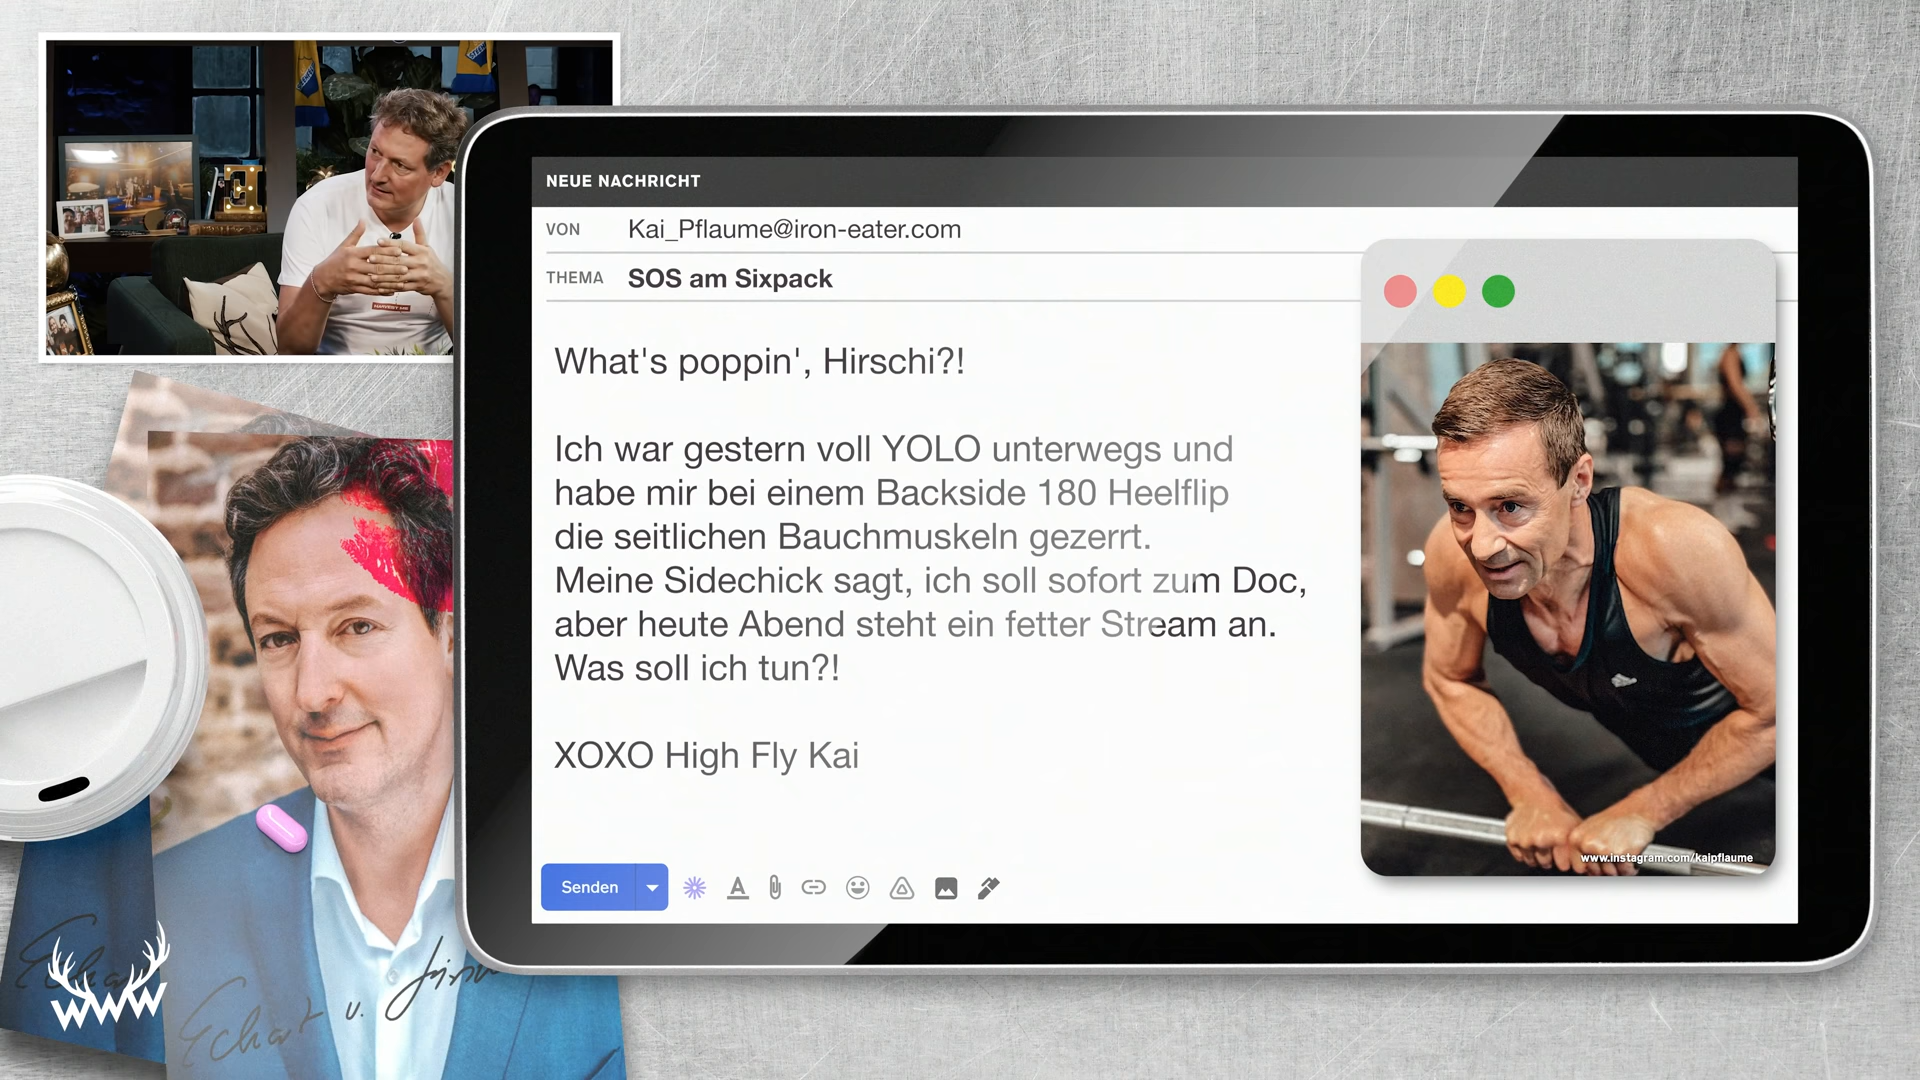 NEUE NACHRICHT
VON Kai_Pflaume@iron-eater.com
THEMA SOS am Sixpack
What's poppin', Hirschi?!
Ich war gestern voll YOLO unterwegs und
habe mir bei einem Backside 180 Heelflip
die seitlichen Bauchmuskeln gezerrt.
Meine Sidechick sagt, ich soll sofort zum Doc,
aber heute Abend steht ein fetter Stream an.
Was soll ich tun?!
XOXO High Fly Kai
Senden
www.instagram.com/kaipflaume
Eckart v.
WWW
E